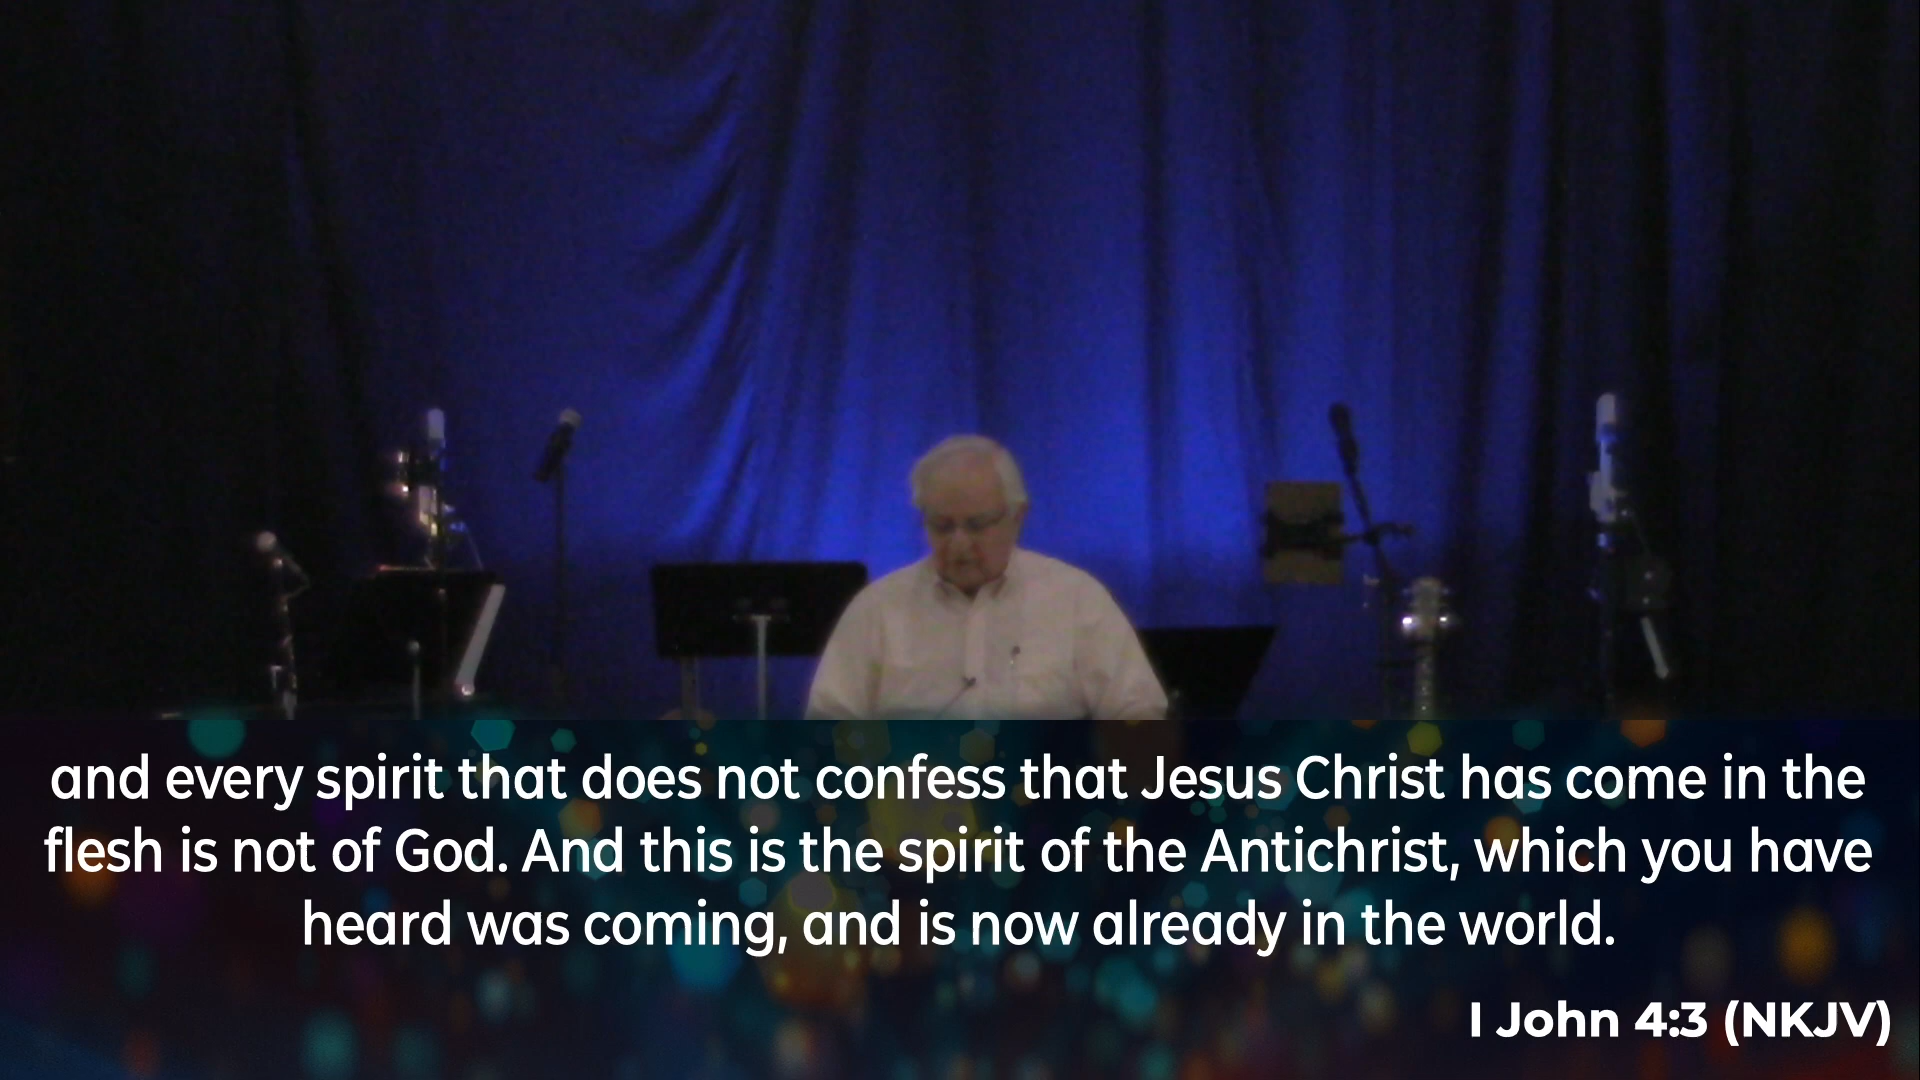 and every spirit that does not confess that Jesus Christ has come in the
flesh is not of God. And this is the spirit of the Antichrist, which you have
heard was coming, and is now already in the world.
I John 4:3 (NKJV)